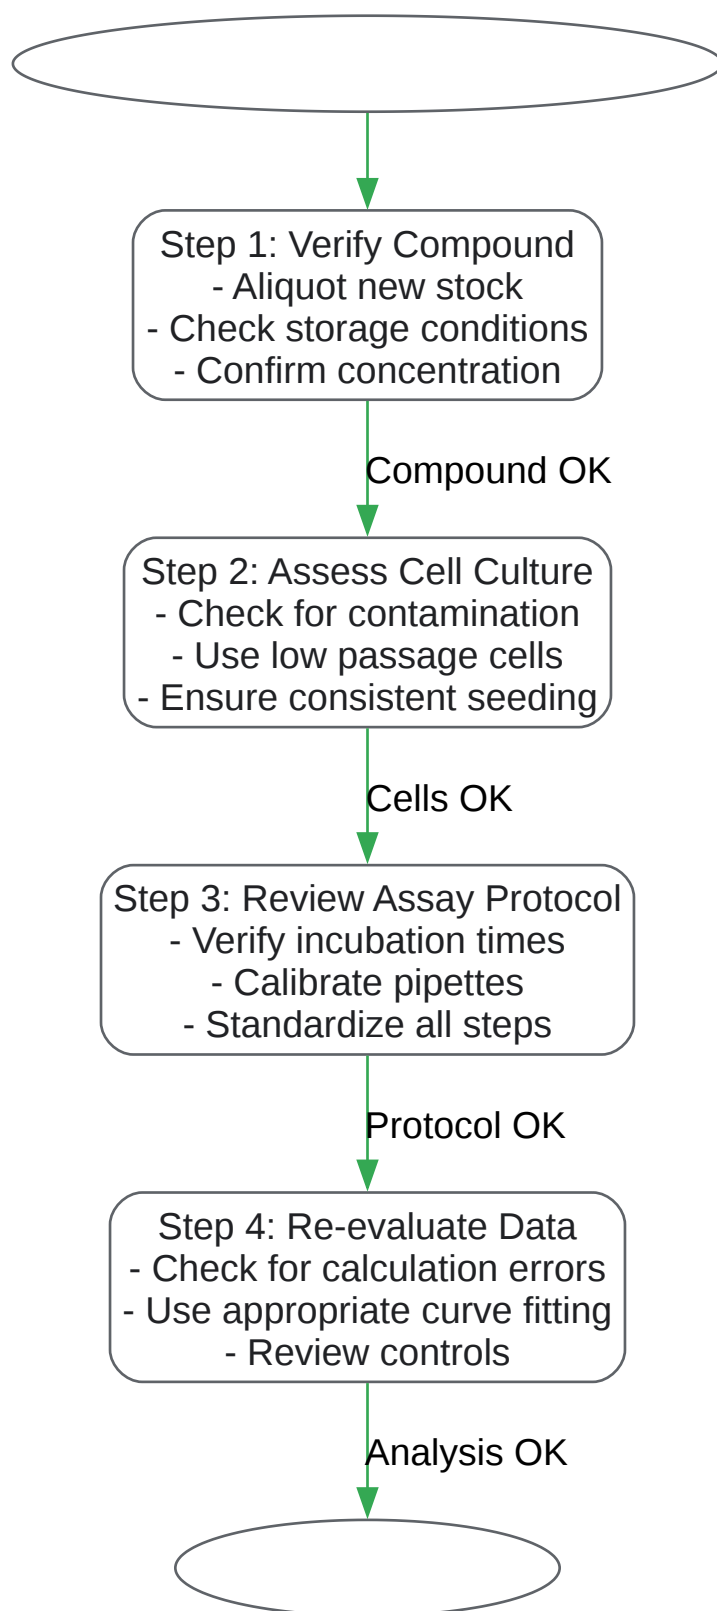 Step 1: Verify Compound
- Aliquot new stock
- Check storage conditions
- Confirm concentration
Compound OK
Step 2: Assess Cell Culture
- Check for contamination
- Use low passage cells
- Ensure consistent seeding
Cells OK
Step 3: Review Assay Protocol
- Verify incubation times
- Calibrate pipettes
- Standardize all steps
Protocol OK
Step 4: Re-evaluate Data
- Check for calculation errors
- Use appropriate curve fitting
- Review controls
Analysis OK